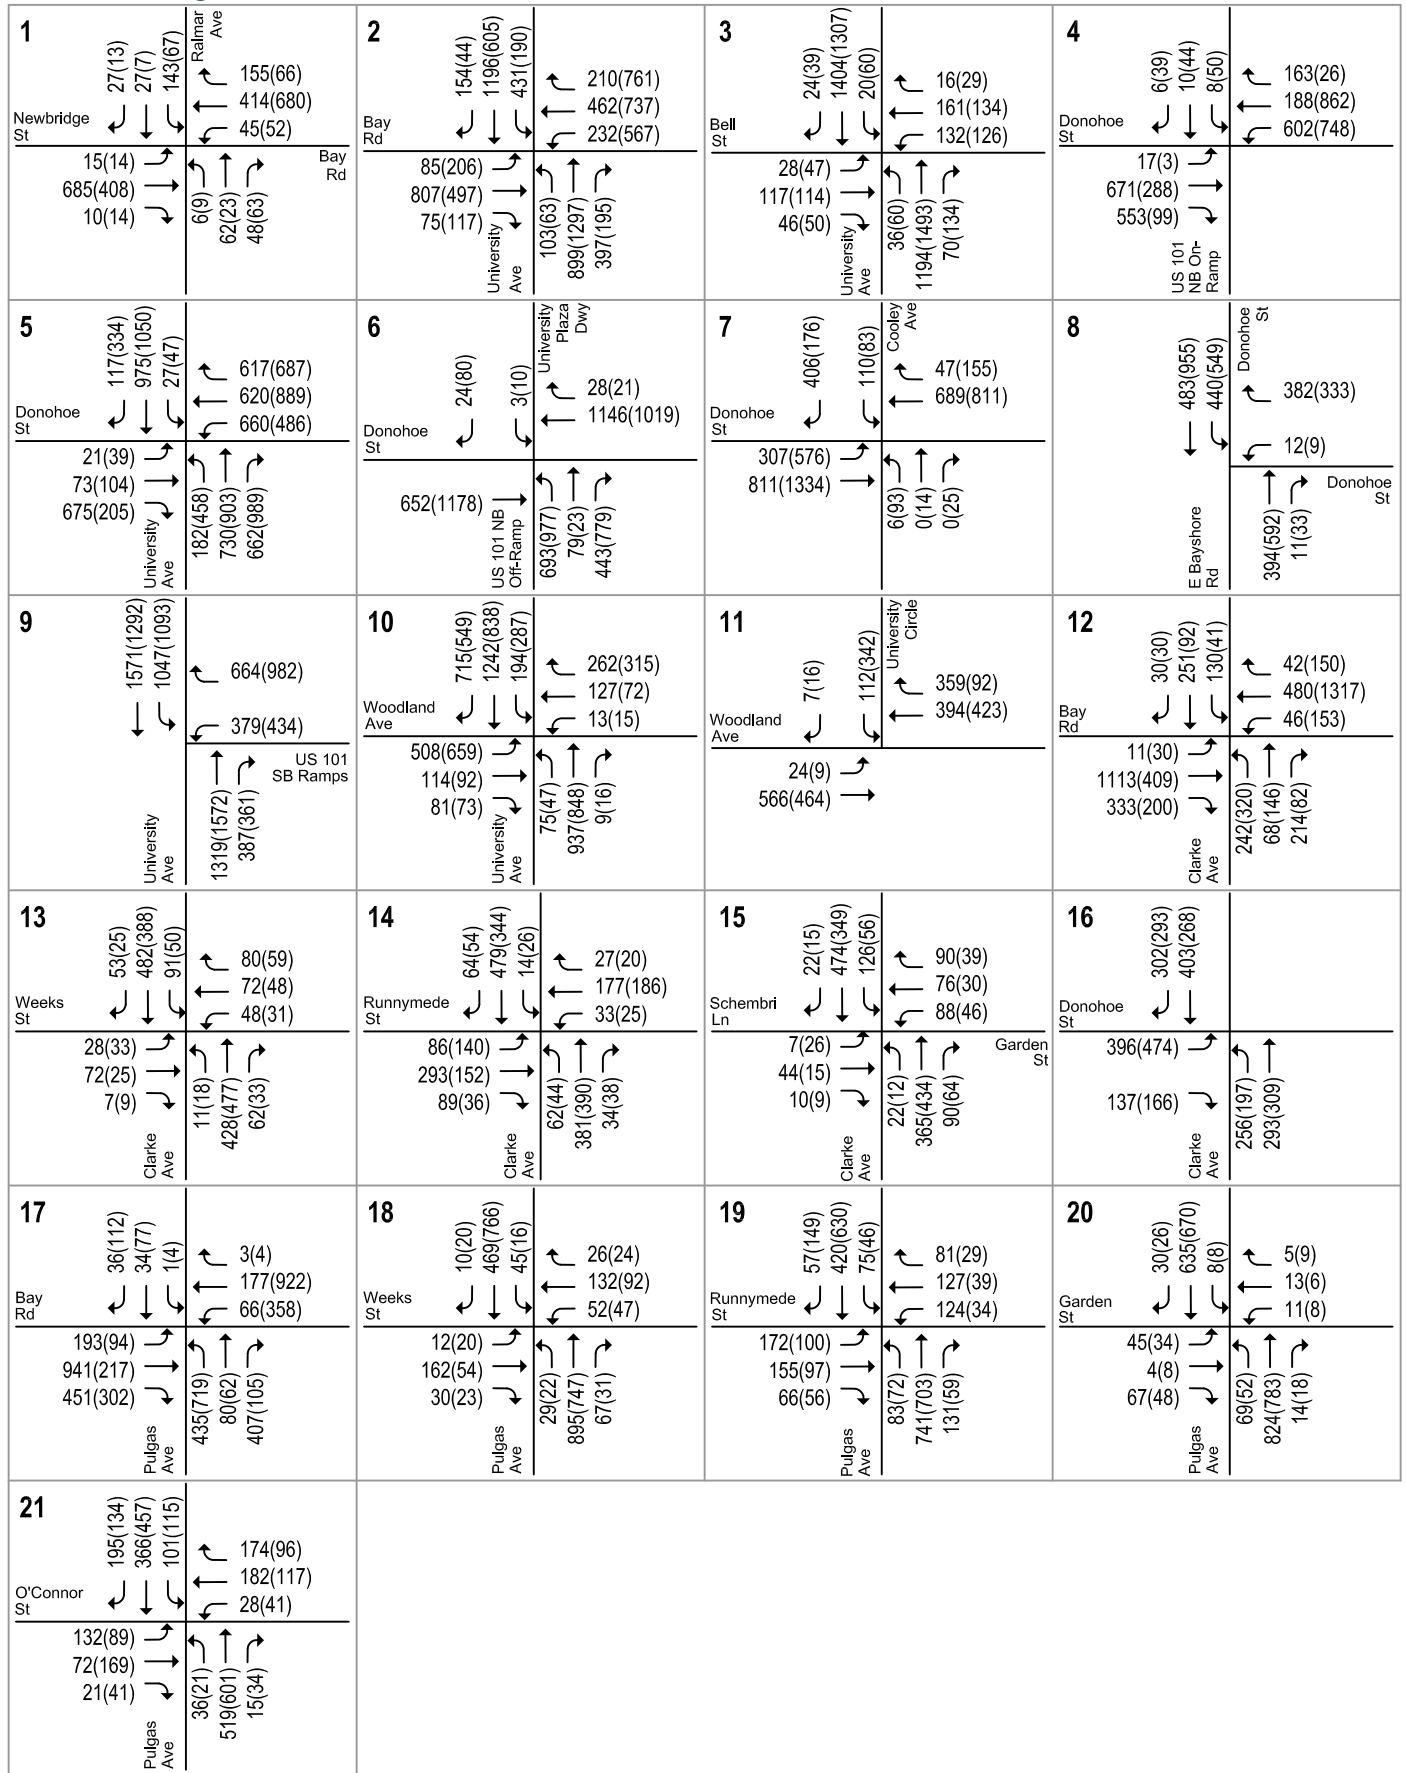 1
Ralmar
Ave
27(13)
27(7)
143(67)
155(66)
414(680)
45(52)
Newbridge
St
Bay
Rd
15(14)
685(408)
10(14)
6(9)
62(23)
48(63)
2
154(44)
1196(605)
431(190)
210(761)
462(737)
232(567)
Bay
Rd
85(206)
807(497)
75(117)
University
Ave
103(63)
899(1297)
397(195)
3
24(39)
1404(1307)
20(60)
16(29)
161(134)
132(126)
Bell
St
28(47)
117(114)
46(50)
University
Ave
36(60)
1194(1493)
70(134)
4
6(39)
10(44)
8(50)
163(26)
188(862)
602(748)
Donohoe
St
17(3)
671(288)
553(99)
US 101
NB On-
Ramp
5
117(334)
975(1050)
27(47)
617(687)
620(889)
660(486)
Donohoe
St
21(39)
73(104)
675(205)
University
Ave
182(458)
730(903)
662(989)
6
University
Plaza
Dwy
24(80)
3(10)
28(21)
1146(1019)
Donohoe
St
652(1178)
US 101 NB
Off-Ramp
693(977)
79(23)
443(779)
7
Cooley
Ave
406(176)
110(83)
47(155)
689(811)
Donohoe
St
307(576)
811(1334)
6(93)
0(14)
0(25)
8
Donohoe
St
483(955)
440(549)
382(333)
12(9)
Donohoe
St
E Bayshore
Rd
394(592)
11(33)
9
1571(1292)
1047(1093)
664(982)
379(434)
US 101
SB Ramps
University
Ave
1319(1572)
387(361)
10
715(549)
1242(838)
194(287)
262(315)
127(72)
13(15)
Woodland
Ave
508(659)
114(92)
81(73)
University
Ave
75(47)
937(848)
9(16)
11
University
Circle
7(16)
112(342)
359(92)
394(423)
Woodland
Ave
24(9)
566(464)
12
30(30)
251(92)
130(41)
42(150)
480(1317)
46(153)
Bay
Rd
11(30)
1113(409)
333(200)
Clarke
Ave
242(320)
68(146)
214(82)
13
53(25)
482(388)
91(50)
80(59)
72(48)
48(31)
Weeks
St
28(33)
72(25)
7(9)
Clarke
Ave
11(18)
428(477)
62(33)
14
64(54)
479(344)
14(26)
27(20)
177(186)
33(25)
Runnymede
St
86(140)
293(152)
89(36)
Clarke
Ave
62(44)
381(390)
34(38)
15
22(15)
474(349)
126(56)
90(39)
76(30)
88(46)
Schembri
Ln
Garden
St
7(26)
44(15)
10(9)
Clarke
Ave
22(12)
365(434)
90(64)
16
302(293)
403(268)
Donohoe
St
396(474)
137(166)
Clarke
Ave
256(197)
293(309)
17
36(112)
34(77)
1(4)
3(4)
177(922)
66(358)
Bay
Rd
193(94)
941(217)
451(302)
Pulgas
Ave
435(719)
80(62)
407(105)
18
10(20)
469(766)
45(16)
26(24)
132(92)
52(47)
Weeks
St
12(20)
162(54)
30(23)
Pulgas
Ave
29(22)
895(747)
67(31)
19
57(149)
420(630)
75(46)
81(29)
127(39)
124(34)
Runnymede
St
172(100)
155(97)
66(56)
Pulgas
Ave
83(72)
741(703)
131(59)
20
30(26)
635(670)
8(8)
5(9)
13(6)
11(8)
Garden
St
45(34)
4(8)
67(48)
Pulgas
Ave
69(52)
824(783)
14(18)
21
195(134)
366(457)
101(115)
174(96)
182(117)
28(41)
O'Connor
St
132(89)
72(169)
21(41)
Pulgas
Ave
36(21)
519(601)
15(34)